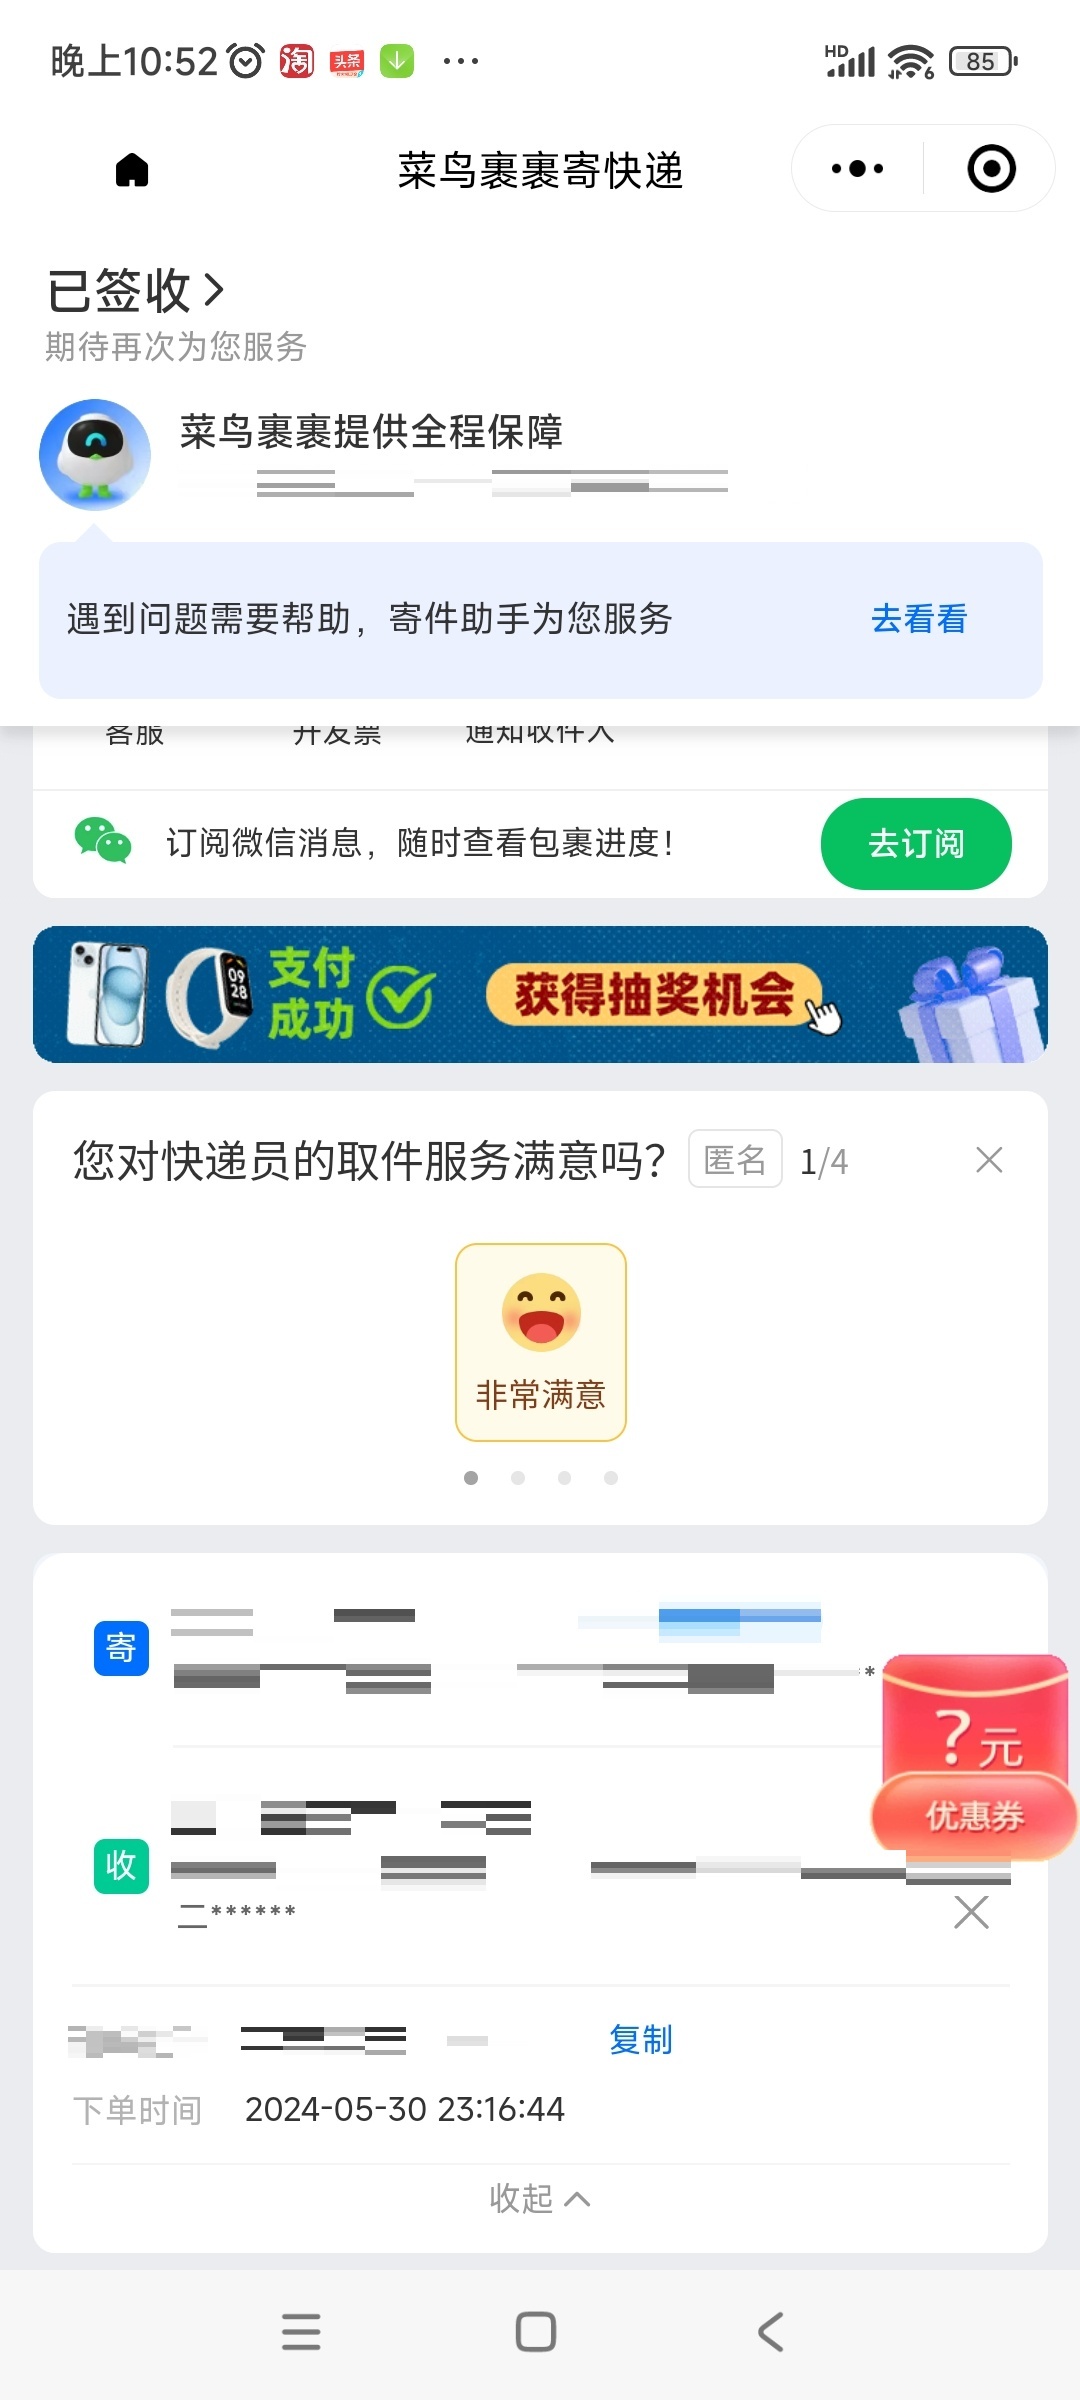 晚上10:52
淘
头条
HD
6
85
菜鸟裹裹寄快递
已签收
期待再次为您服务
菜鸟裹裹提供全程保障
遇到问题需要帮助，寄件助手为您服务 去看看
客服 开发票 通知收件人
订阅微信消息，随时查看包裹进度！ 去订阅
09
28
支付
成功
获得抽奖机会
您对快递员的取件服务满意吗？ 匿名 1/4
非常满意
寄
*
?元
优惠券
收
二******
复制
下单时间 2024-05-30 23:16:44
收起